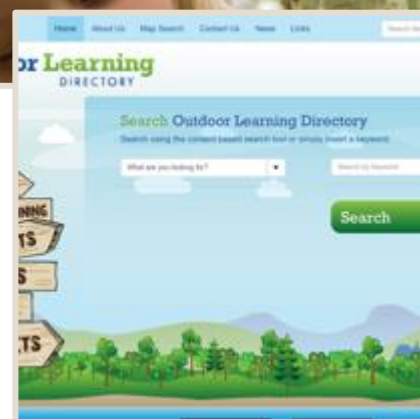 Home About Us Map Search Contact Us News Links
or Learning
DIRECTORY
Search Outdoor Learning Directory
Search using the content based search tool or simply insert a keyword
What are you looking for? Search by keyword
NING
TS
Search
S
TS